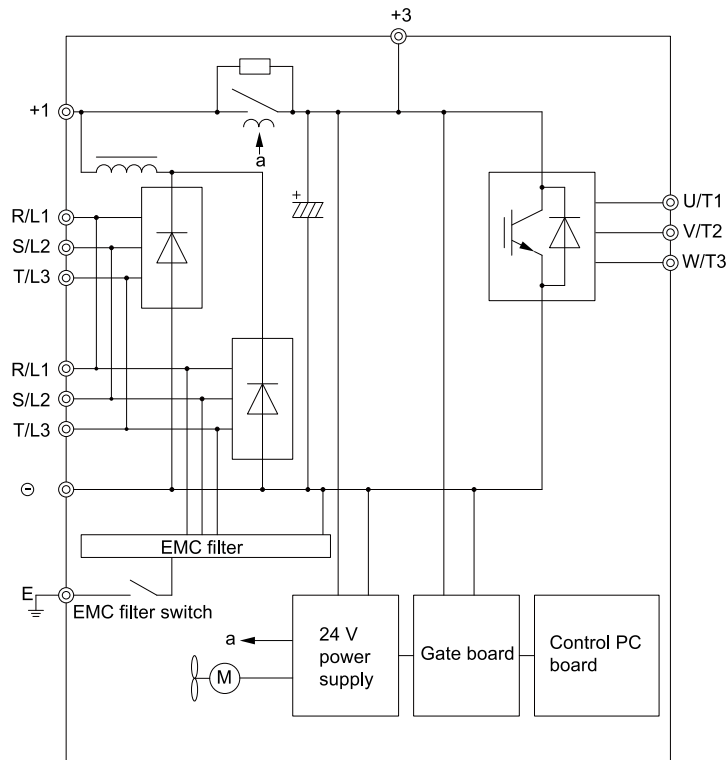 +3
+1
a
+
R/L1
S/L2
T/L3
U/T1
V/T2
W/T3
R/L1
S/L2
T/L3
⊖
EMC filter
E
EMC filter switch
a
M
24 V
power
supply
Gate board
Control PC
board